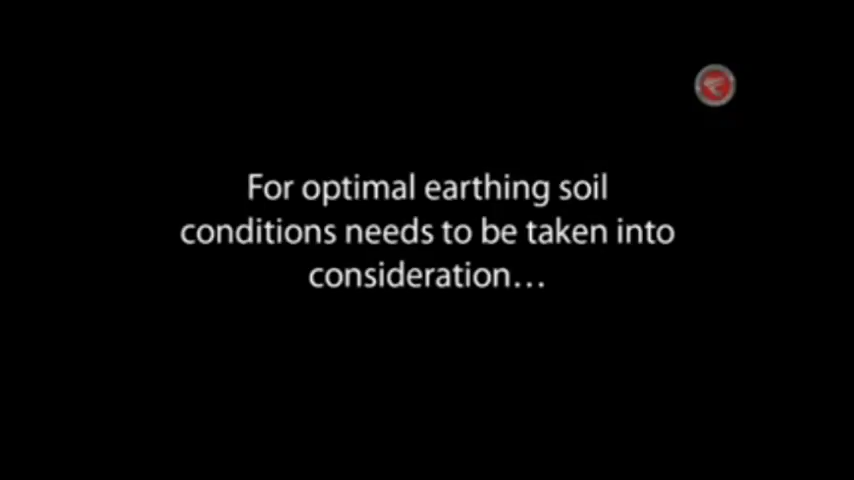 For optimal earthing soil
conditions needs to be taken into
consideration...